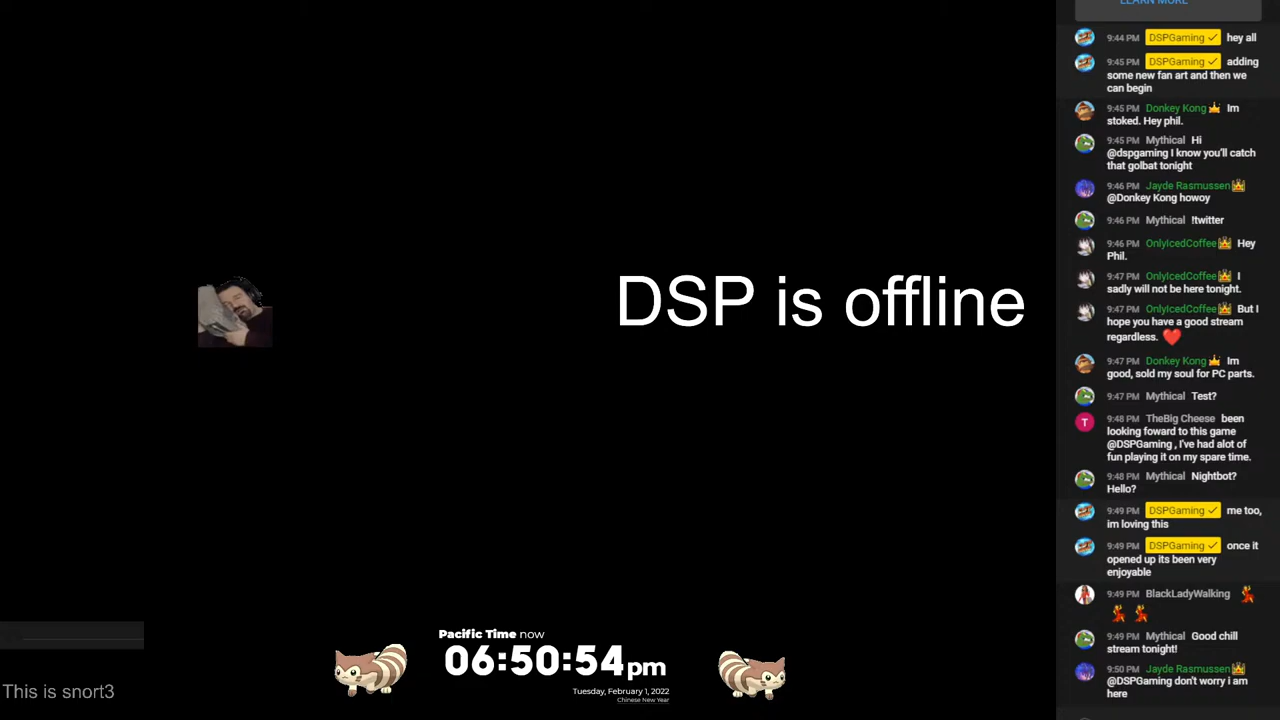 LEARN MORE
9:44 PM DSPGaming ✓ hey all
9:45 PM DSPGaming ✓ adding
some new fan art and then we
can begin
9:45 PM Donkey Kong Im
stoked. Hey phil.
9:45 PM Mythical Hi
@dspgaming I know you'll catch
that golbat tonight
9:46 PM Jayde Rasmussen
@Donkey Kong howoy
9:46 PM Mythical !twitter
9:46 PM OnlyIcedCoffee Hey
Phil.
9:47 PM OnlyIcedCoffee I
sadly will not be here tonight.
9:47 PM OnlyIcedCoffee But I
hope you have a good stream
regardless. ❤️
9:47 PM Donkey Kong Im
good, sold my soul for PC parts.
9:47 PM Mythical Test?
T
9:48 PM TheBig Cheese been
looking foward to this game
@DSPGaming , I've had alot of
fun playing it on my spare time.
9:48 PM Mythical Nightbot?
Hello?
9:49 PM DSPGaming ✓ me too,
im loving this
9:49 PM DSPGaming ✓ once it
opened up its been very
enjoyable
9:49 PM BlackLadyWalking 💃
💃 💃
9:49 PM Mythical Good chill
stream tonight!
9:50 PM Jayde Rasmussen
@DSPGaming don't worry i am
here
DSP is offline
Pacific Time now
06:50:54pm
Tuesday, February 1, 2022
Chinese New Year
This is snort3